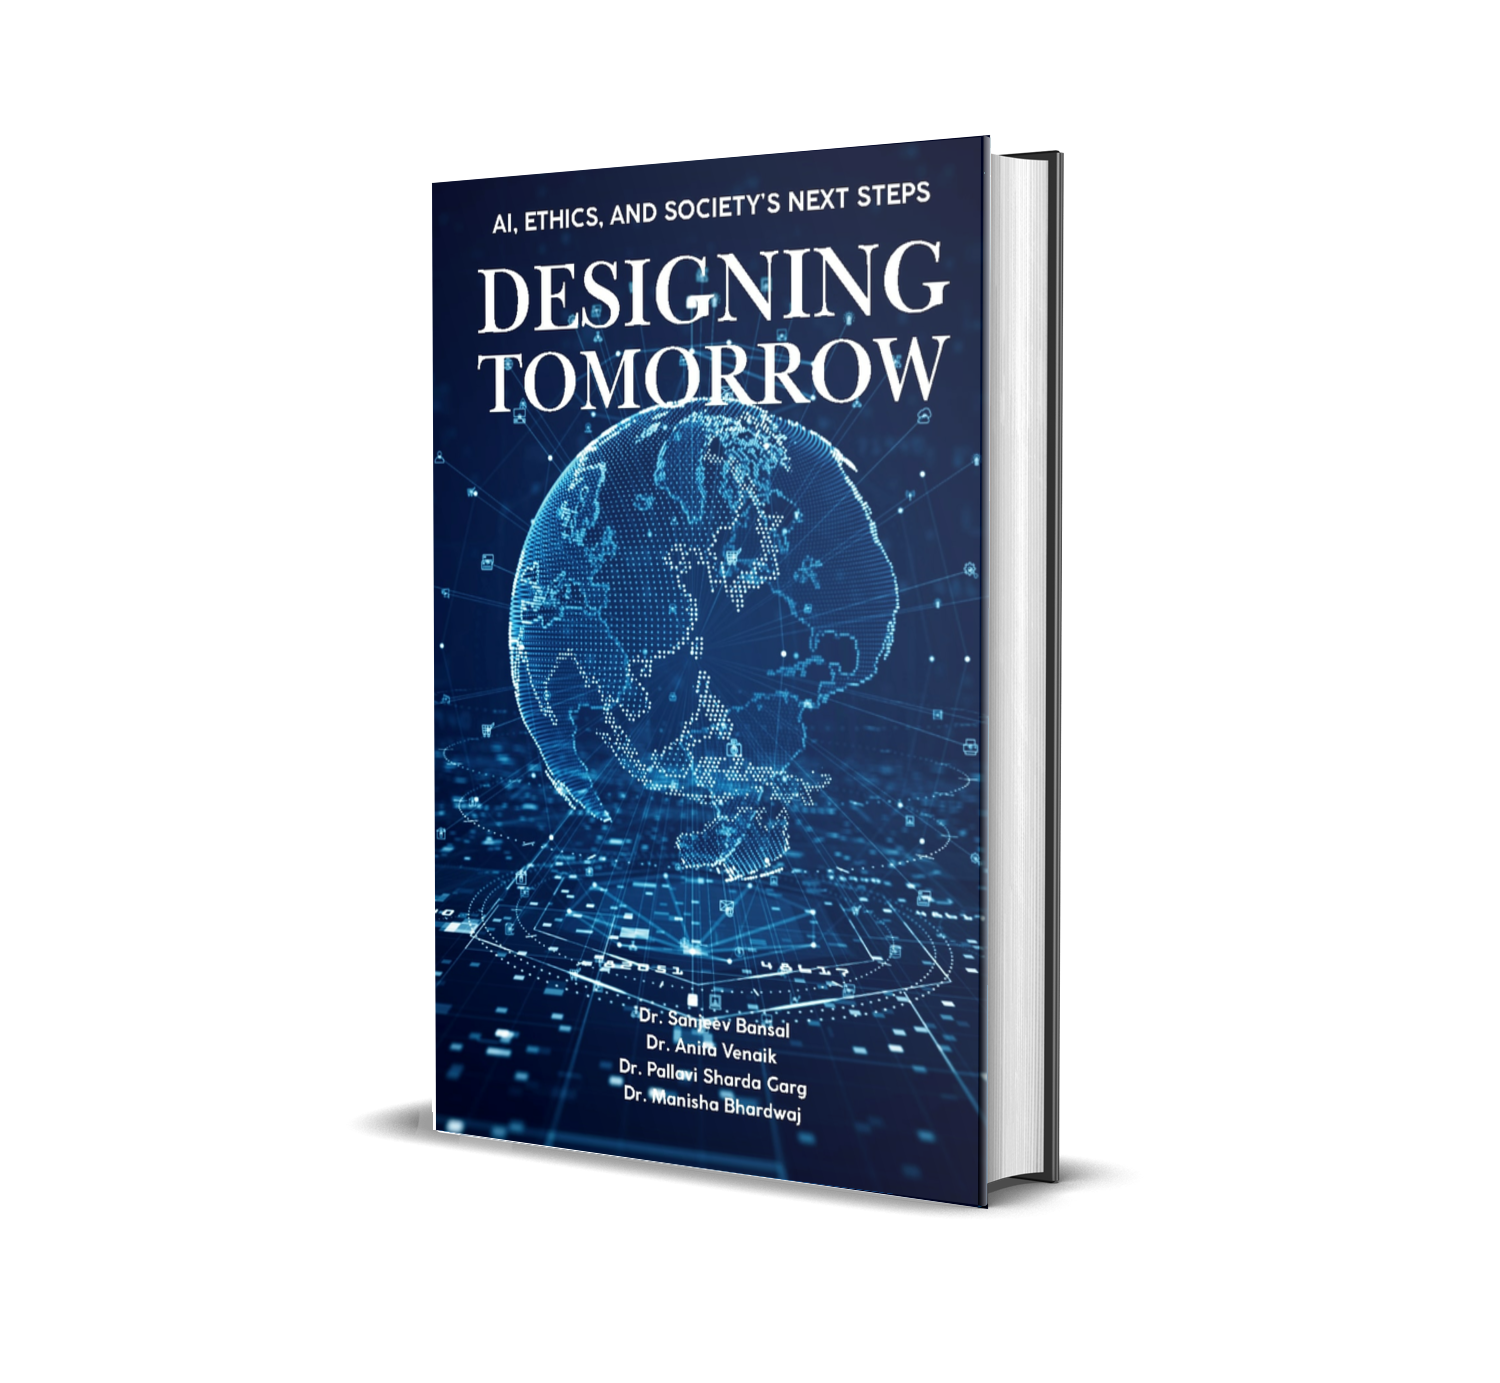 AI, ETHICS, AND SOCIETY'S NEXT STEPS
DESIGNING
TOMORROW
48617
Dr. Sanjeev Bansal
Dr. Anita Venaik
Dr. Pallavi Sharda Garg
Dr. Manisha Bhardwaj